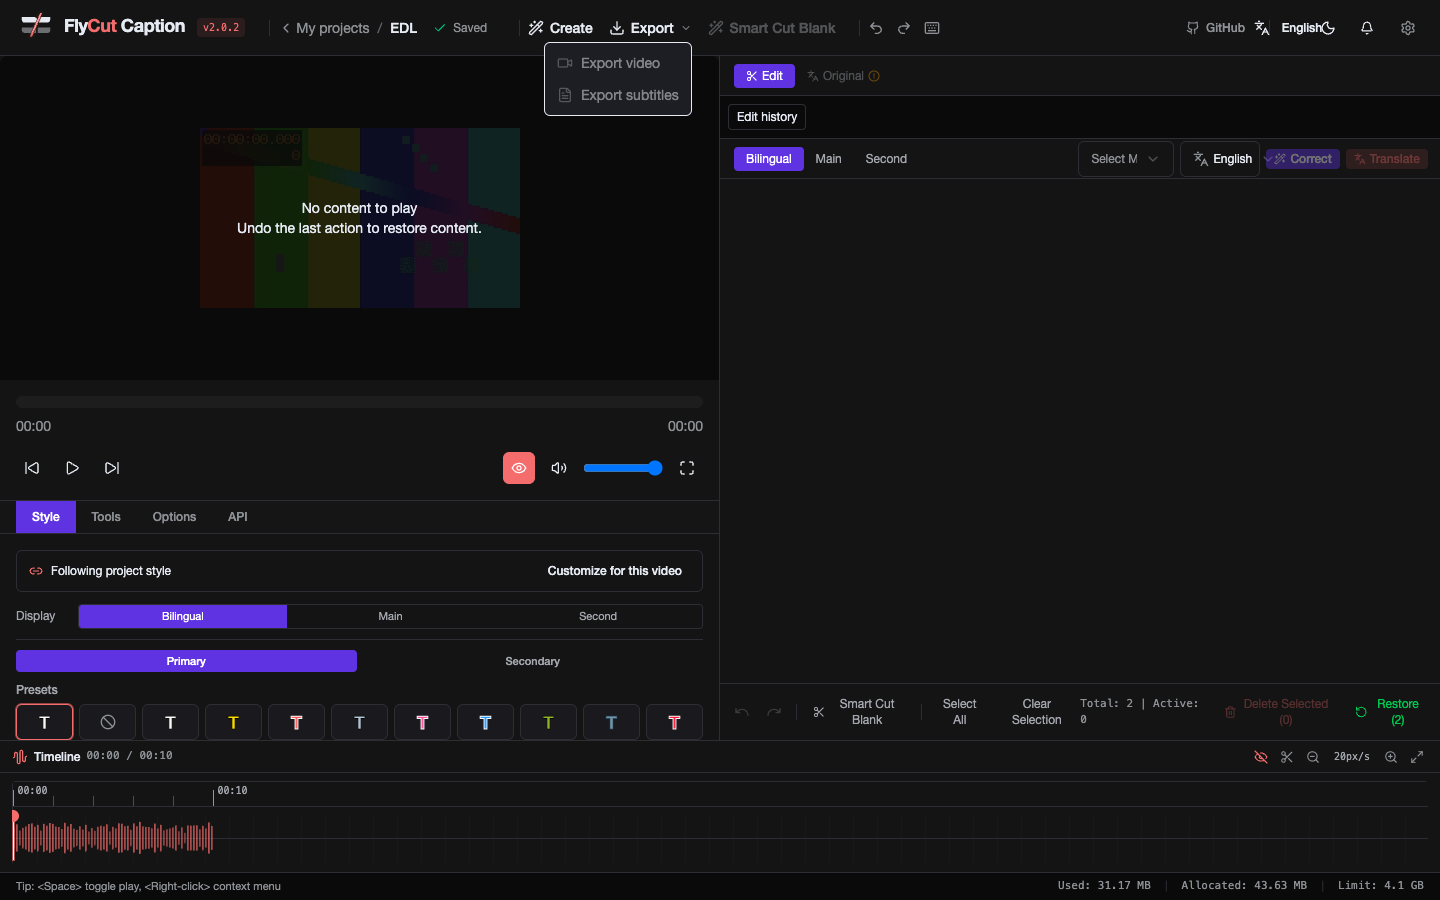 FlyCut Caption v2.0.2
My projects / EDL
Saved
Create
Export
Smart Cut Blank
GitHub
English
Export video
Export subtitles
00:00:00.000
0
No content to play
Undo the last action to restore content.
00:00
00:00
Style
Tools
Options
API
Following project style
Customize for this video
Display
Bilingual
Main
Second
Primary
Secondary
Presets
T
T
T
T
T
T
T
T
T
T
Edit
Original
Edit history
Bilingual
Main
Second
Select M
English
Correct
Translate
Smart Cut
Blank
Select
All
Clear
Selection
Total: 2 | Active:
0
Delete Selected
(0)
Restore
(2)
Timeline 00:00 / 00:10
20px/s
00:00
00:10
Tip: <Space> toggle play, <Right-click> context menu
Used: 31.17 MB | Allocated: 43.63 MB | Limit: 4.1 GB